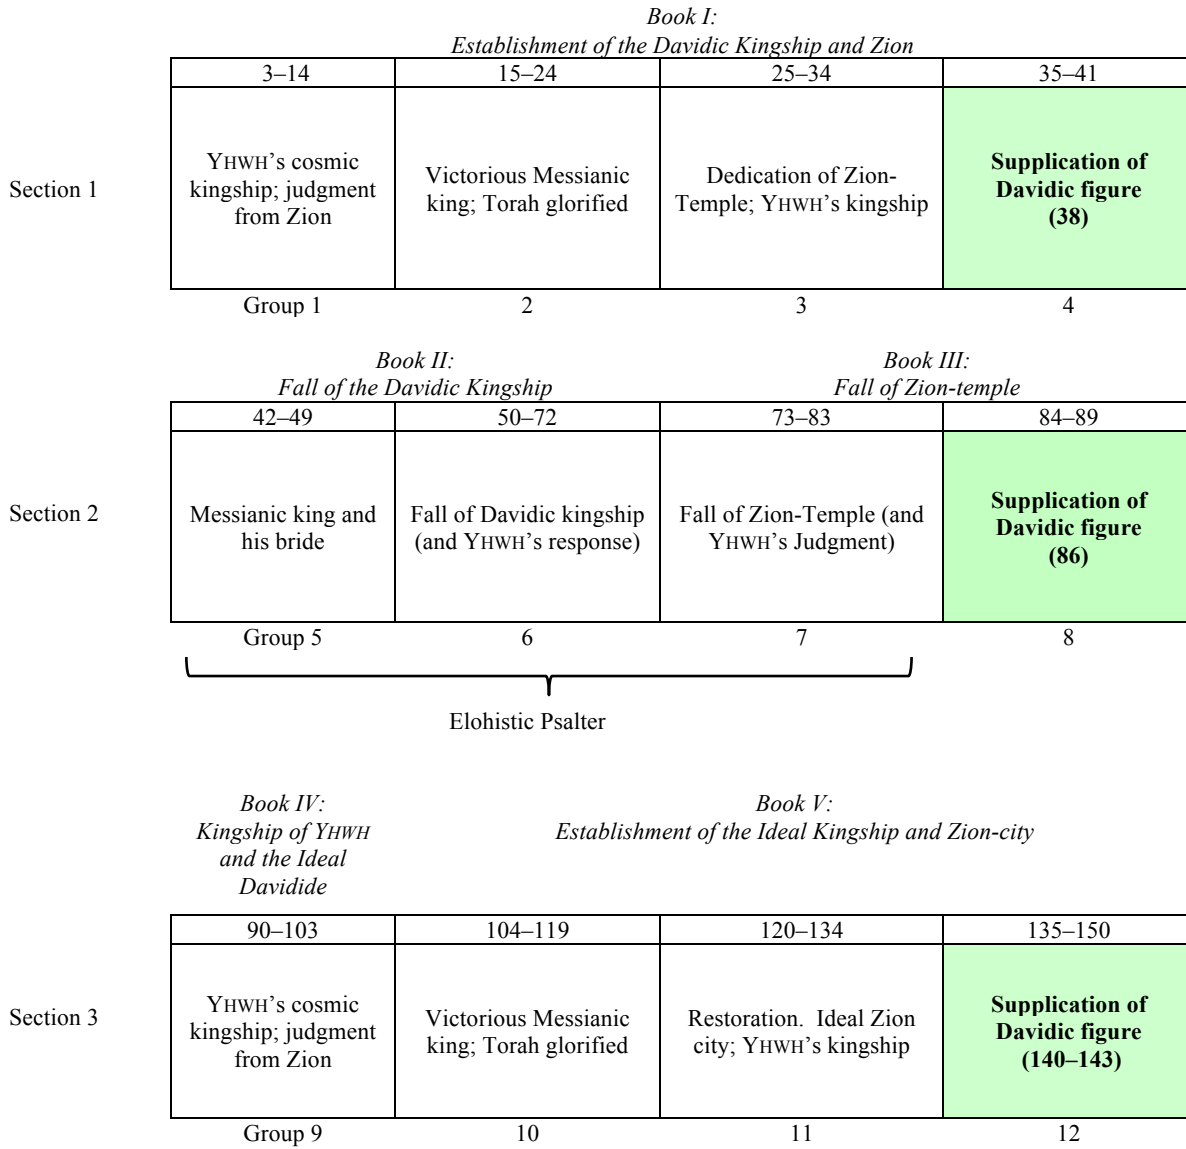 Book I:
Establishment of the Davidic Kingship and Zion
3–14 15–24 25–34 35–41
Section 1
YHWH’s cosmic
kingship; judgment
from Zion
Victorious Messianic
king; Torah glorified
Dedication of Zion-
Temple; YHWH’s kingship
Supplication of
Davidic figure
(38)
Group 1 2 3 4
Book II:
Fall of the Davidic Kingship
Book III:
Fall of Zion-temple
42–49 50–72 73–83 84–89
Section 2
Messianic king and
his bride
Fall of Davidic kingship
(and YHWH’s response)
Fall of Zion-Temple (and
YHWH’s Judgment)
Supplication of
Davidic figure
(86)
Group 5 6 7 8
Elohistic Psalter
Book IV:
Kingship of YHWH
and the Ideal
Davidide
Book V:
Establishment of the Ideal Kingship and Zion-city
90–103 104–119 120–134 135–150
Section 3
YHWH’s cosmic
kingship; judgment
from Zion
Victorious Messianic
king; Torah glorified
Restoration. Ideal Zion
city; YHWH’s kingship
Supplication of
Davidic figure
(140–143)
Group 9 10 11 12